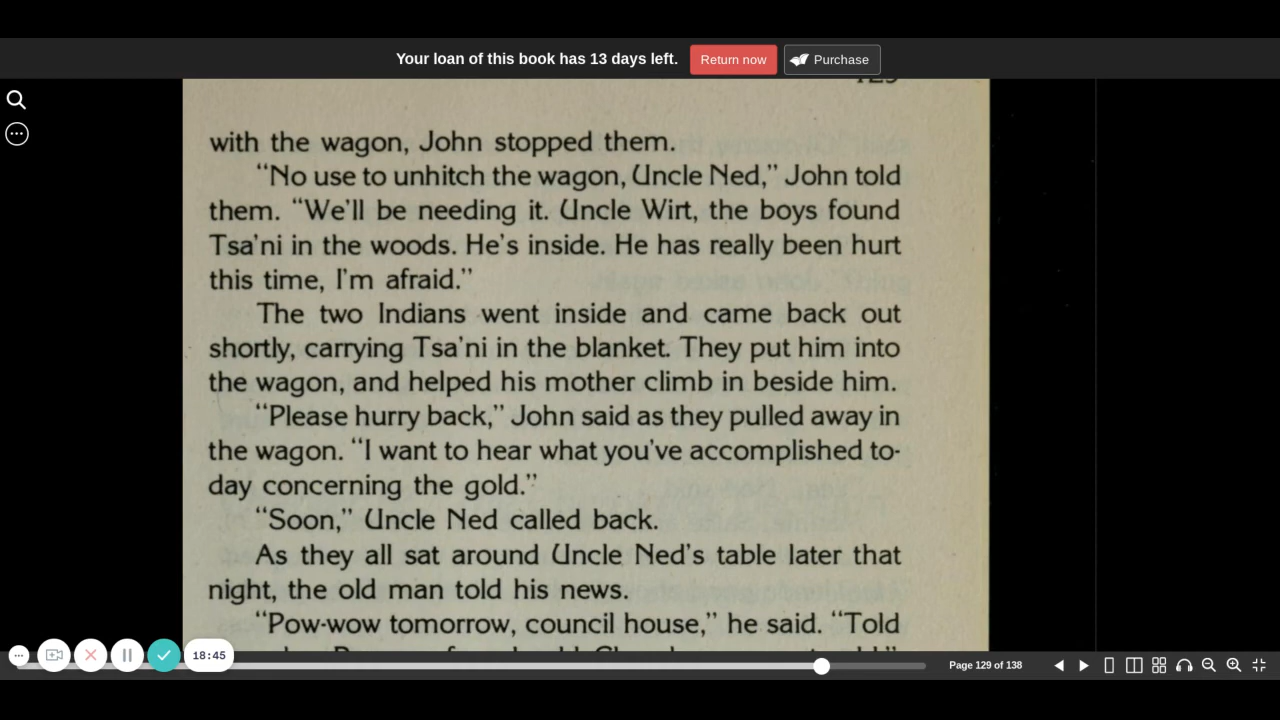 Your loan of this book has 13 days left. Return now Purchase
with the wagon, John stopped them.
“No use to unhitch the wagon, Uncle Ned,” John told
them. “We’ll be needing it. Uncle Wirt, the boys found
Tsa’ni in the woods. He’s inside. He has really been hurt
this time, I’m afraid.”
The two Indians went inside and came back out
shortly, carrying Tsa’ni in the blanket. They put him into
the wagon, and helped his mother climb in beside him.
“Please hurry back,” John said as they pulled away in
the wagon. “I want to hear what you’ve accomplished to-
day concerning the gold.”
“Soon,” Uncle Ned called back.
As they all sat around Uncle Ned’s table later that
night, the old man told his news.
“Pow-wow tomorrow, council house,” he said. “Told
18:45
Page 129 of 138